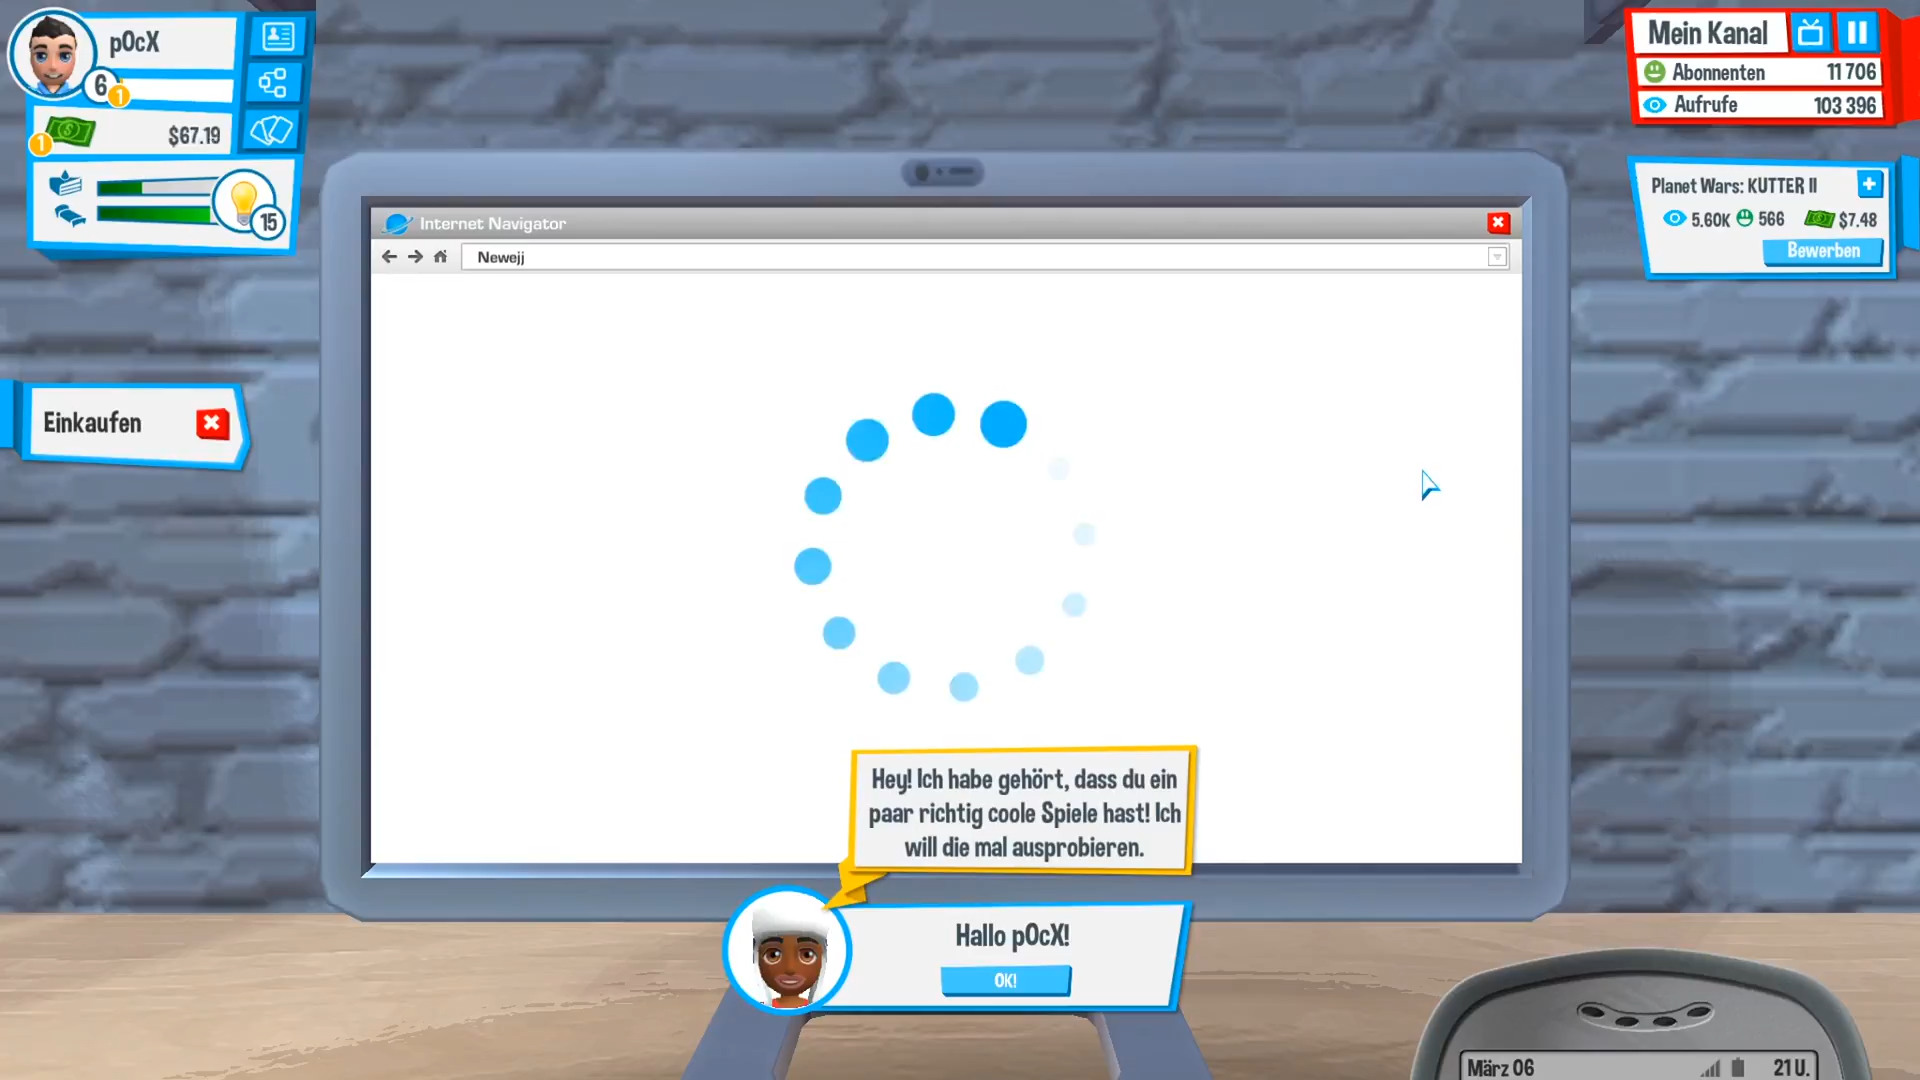 p0cX
6
1
1
$67.19
15
Einkaufen
Internet Navigator
Newejj
Mein Kanal
Abonnenten 11 706
Aufrufe 103 396
Planet Wars: KUTTER II
5.60K 566 $7.48
Bewerben
Hey! Ich habe gehört, dass du ein
paar richtig coole Spiele hast! Ich
will die mal ausprobieren.
Hallo p0cX!
OK!
März 06 21 U.